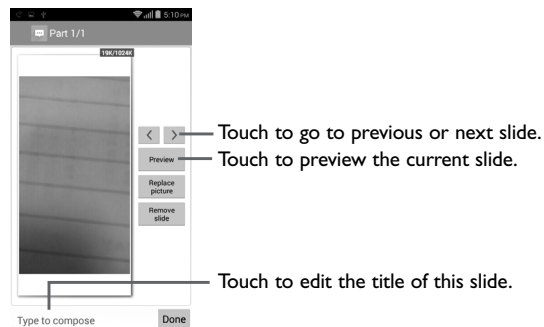 5:10 PM
Part 1/1
19K/1024K
< >
Touch to go to previous or next slide.
Preview
Touch to preview the current slide.
Replace
picture
Remove
slide
Touch to edit the title of this slide.
Type to compose
Done